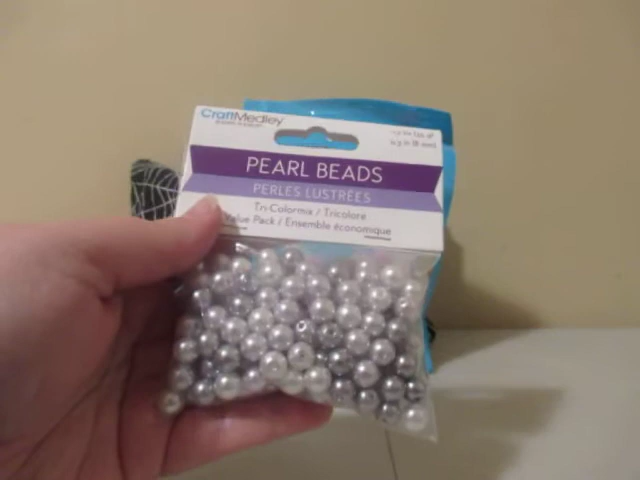 CraftMedley
PEARL BEADS
PERLES LUSTRÉES
Tri-Colormix / Tricolore
Value Pack / Ensemble économique